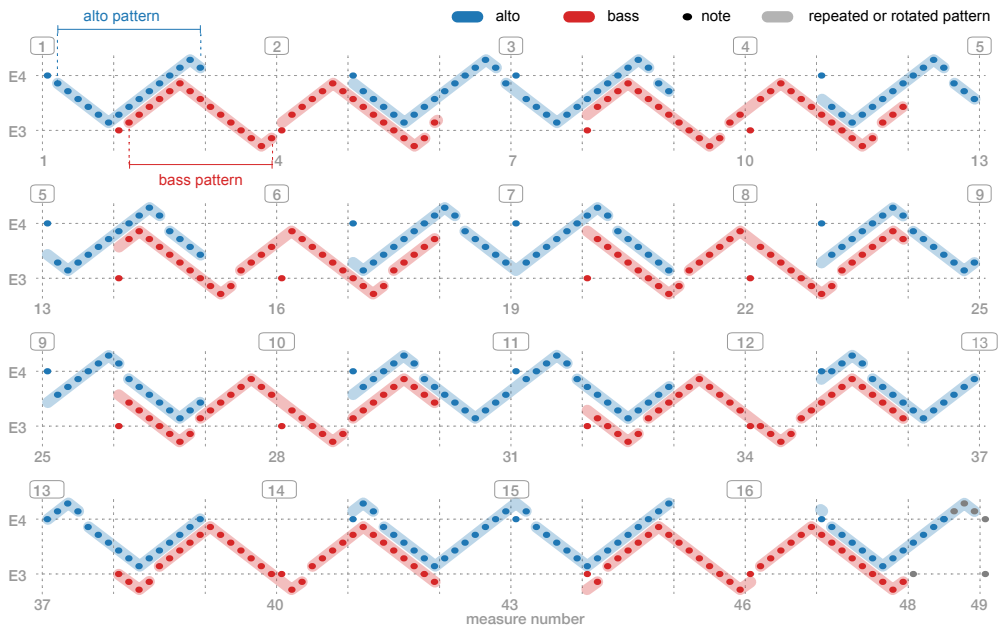 alto pattern
alto bass note repeated or rotated pattern
1 2 3 4 5
E4
E3
1 4 7 10 13
bass pattern
5 6 7 8 9
E4
E3
13 16 19 22 25
9 10 11 12 13
E4
E3
25 28 31 34 37
13 14 15 16
E4
E3
37 40 43 46 48 49
measure number